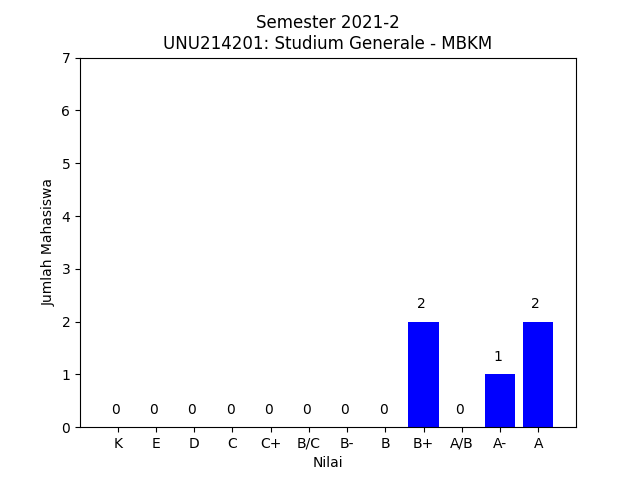 Semester 2021-2
UNU214201: Studium Generale - MBKM
7
6
5
4
3
2
1
0
Jumlah Mahasiswa
0 0 0 0 0 0 0 0 2 0 1 2
K E D C C+ B/C B- B B+ A/B A- A
Nilai